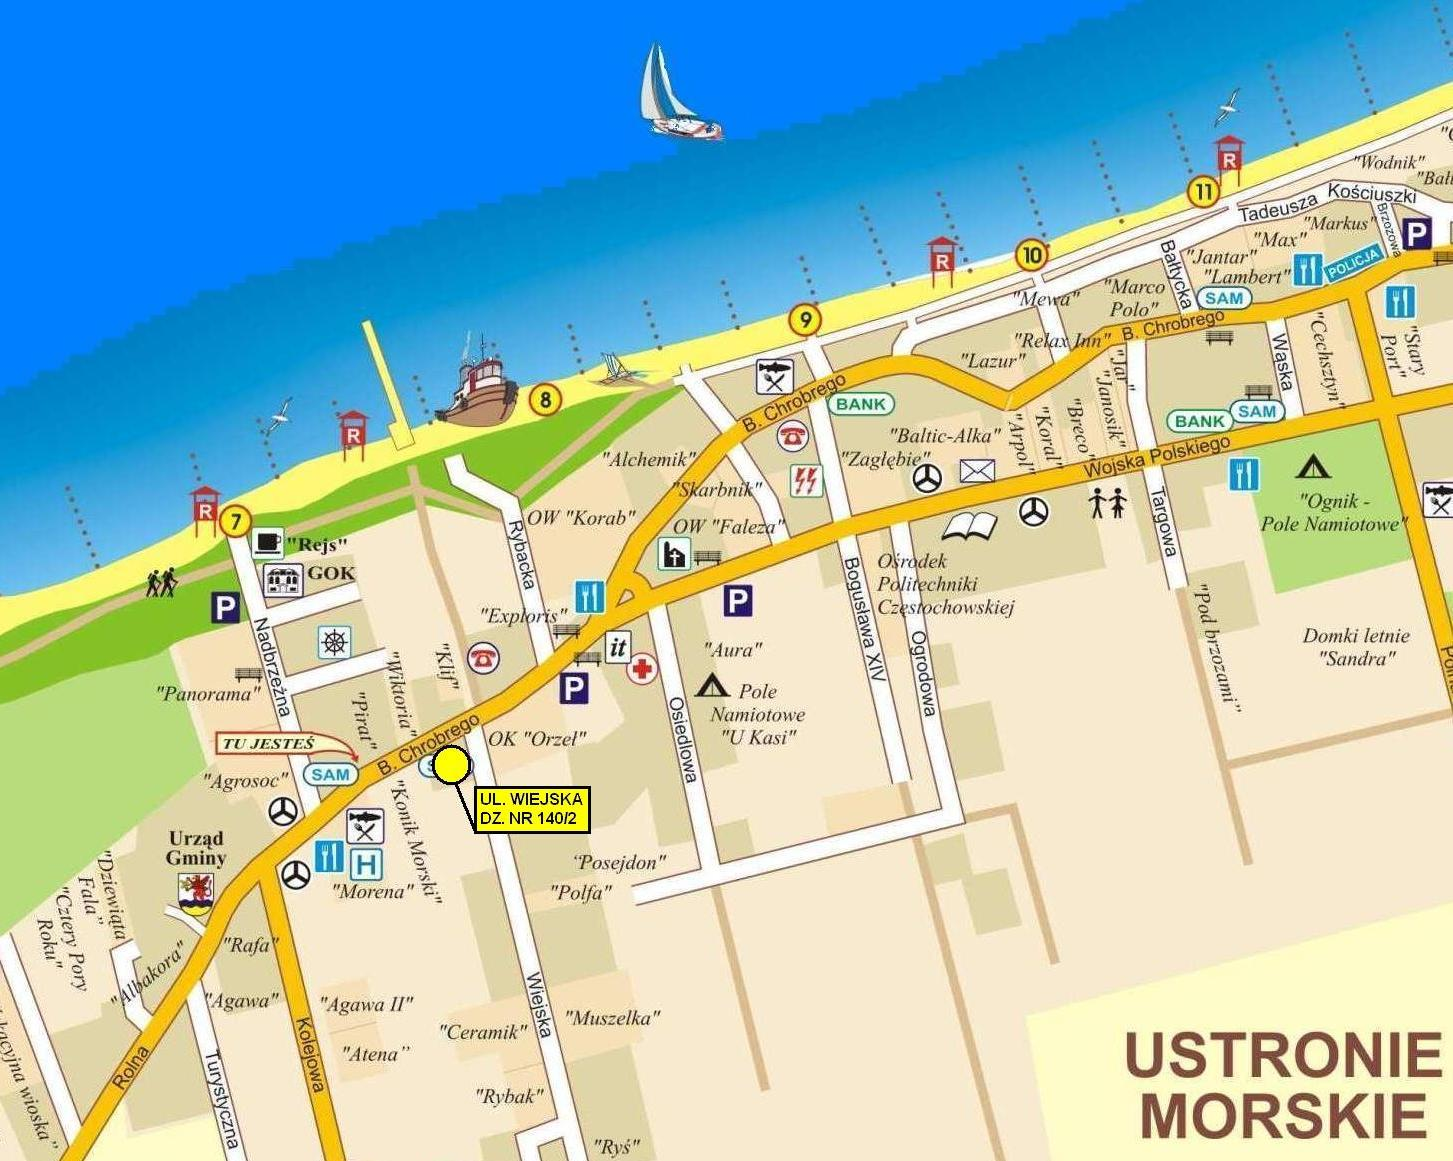 "Wodnik"
Kościuszki
Tadeusza
Brzozowa
11
R
"Markus"
P
"Max"
"Jantar"
"Lambert"
POLICJA
Bałtycka
SAM
10
R
"Mewa"
"Marco
Polo"
B. Chrobrego
"Relax Inn"
"Lazur"
9
Wąska
"Cechsztyn"
"Stary
Port"
B. Chrobrego
BANK
8
R
"Jar"
"Janosik"
"Breco"
"Koral"
"Arpol"
BANK
SAM
Wojska Polskiego
"Baltic-Alka"
"Zagłębie"
"Alchemik"
"Skarbnik"
OW "Korab"
OW "Faleza"
Targowa
"Ognik -
Pole Namiotowe"
R
7
"Rejs"
GOK
P
Rybacka
Nadbrzeżna
"Exploris"
it
P
P
Ośrodek
Politechniki
Częstochowskiej
Bogusława XIV
Ogrodowa
"Pod brzozami"
Domki letnie
"Sandra"
"Klif"
"Wiktoria"
"Pirat"
"Panorama"
"Aura"
Pole
Namiotowe
"U Kasi"
Osiedlowa
TU JESTEŚ
B. Chrobrego
OK "Orzeł"
SAM
"Agrosoc"
UL. WIEJSKA
DZ. NR 140/2
"Konik Morski"
Urząd
Gminy
H
"Morena"
"Posejdon"
"Polfa"
"Dziewiąta
Fala"
"Cztery Pory
Roku"
"Albakora"
"Rafa"
"Agawa"
"Agawa II"
"Atena"
Wiejska
"Ceramik"
"Muszelka"
"Rybak"
"Ryś"
Rolna
Turystyczna
Kolejowa
wioska"
USTRONIE
MORSKIE